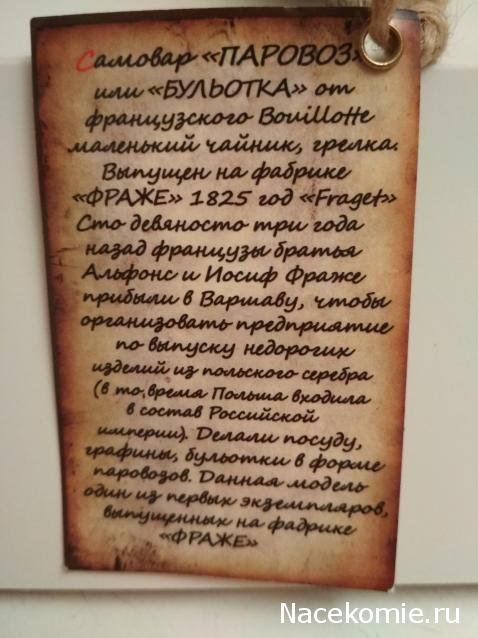 Самовар «ПАРОВОЗ»
или «БУЛЬОТКА» от
французского Bouillotte
маленький чайник, грелка.
Выпущен на фабрике
«ФРАЖЕ» 1825 год «Fraget»
Сто девяносто три года
назад французы братья
Альфонс и Иосиф Фраже
прибыли в Варшаву, чтобы
организовать предприятие
по выпуску недорогих
изделий из польского серебра
(в то время Польша входила
в состав Российской
империи). Делали посуду,
графины, бульотки в форме
паровозов. Данная модель
один из первых экземпляров,
выпущенных на фадрике
«ФРАЖЕ»
Nacekomie.ru